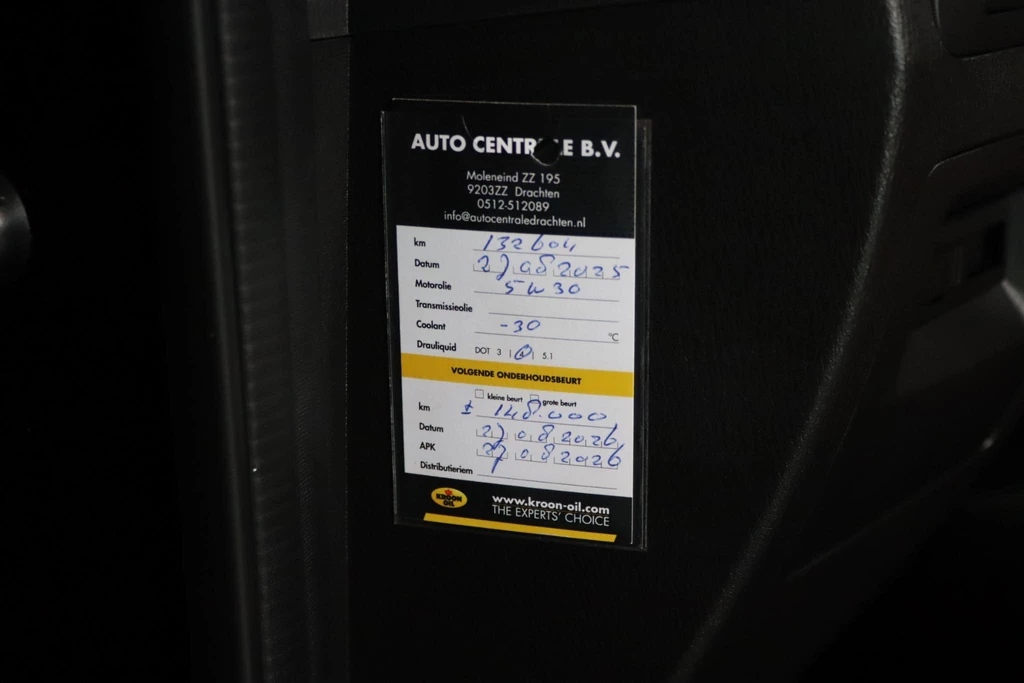 AUTO CENTRALE B.V.
Moleneind ZZ 195
9203ZZ Drachten
0512-512089
info@autocentraledrachten.nl
km 132604
Datum 27 08 2025
Motorolie 5W30
Transmissieolie
Coolant -30 °C
Drauliquid DOT 3 | 4 | 5.1
VOLGENDE ONDERHOUDSBEURT
kleine beurt grote beurt
km ± 148.000
Datum 27 08 2026
APK 27 08 2026
Distributieriem
KROON OIL
www.kroon-oil.com
THE EXPERTS' CHOICE